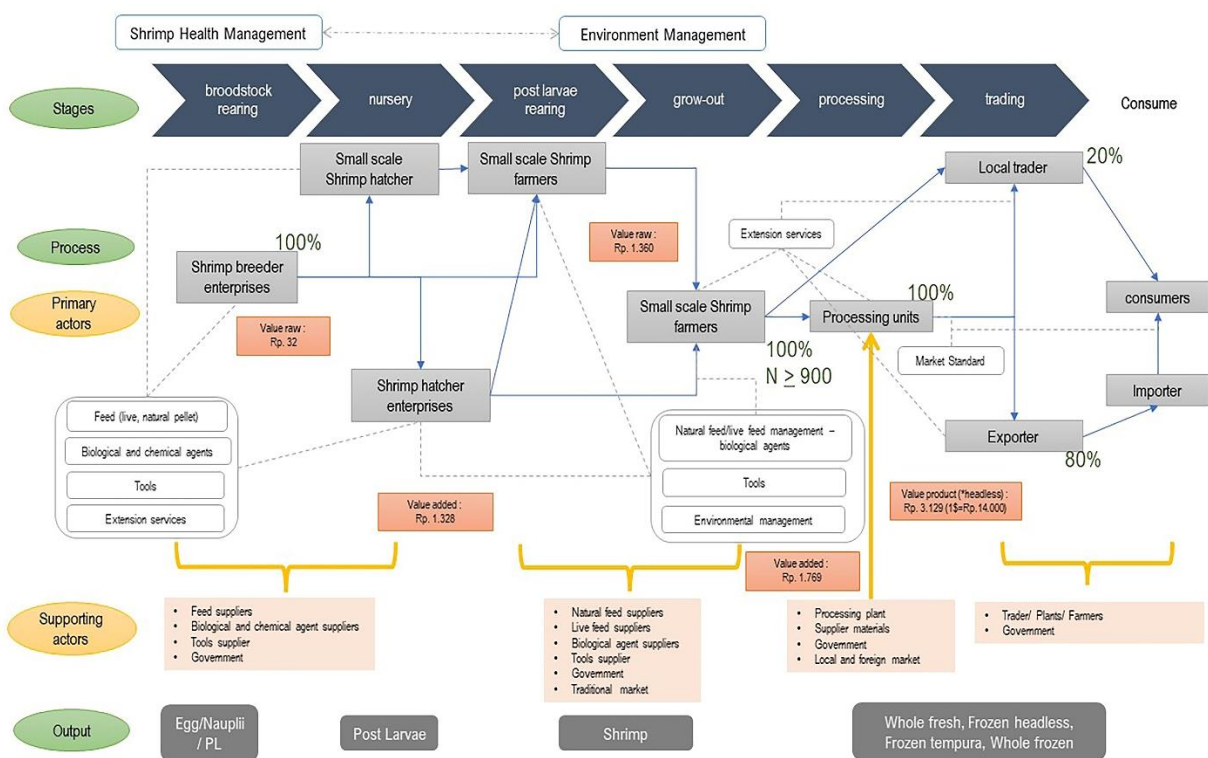 Shrimp Health Management
Environment Management
Stages
broodstock
rearing
nursery
post larvae
rearing
grow-out
processing
trading
Consume
Small scale
Shrimp hatcher
Small scale Shrimp
farmers
Local trader
20%
Process
Primary
actors
100%
Shrimp breeder
enterprises
Value raw :
Rp. 32
Value raw :
Rp. 1.360
Extension services
Small scale Shrimp
farmers
100%
N ≥ 900
100%
Processing units
Market Standard
consumers
Importer
Shrimp hatcher
enterprises
Exporter
80%
Feed (live, natural pellet)
Biological and chemical agents
Tools
Extension services
Natural feed/live feed management –
biological agents
Tools
Environmental management
Value added :
Rp. 1.328
Value product (*headless) :
Rp. 3.129 (1$=Rp.14.000)
Value added :
Rp. 1.769
Supporting
actors
• Feed suppliers
• Biological and chemical agent suppliers
• Tools supplier
• Government
• Natural feed suppliers
• Live feed suppliers
• Biological agent suppliers
• Tools supplier
• Government
• Traditional market
• Processing plant
• Supplier materials
• Government
• Local and foreign market
• Trader/ Plants/ Farmers
• Government
Output
Egg/Nauplii
/ PL
Post Larvae
Shrimp
Whole fresh, Frozen headless,
Frozen tempura, Whole frozen